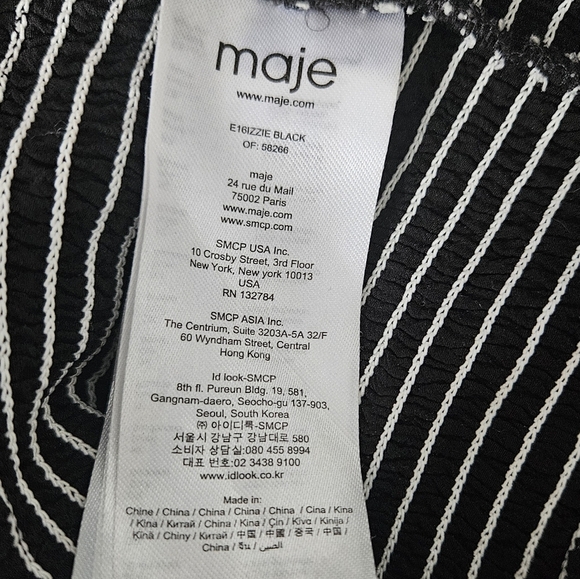 maje
www.maje.com
E16IZZIE BLACK
OF: 58266
maje
24 rue du Mail
75002 Paris
www.maje.com
www.smcp.com
SMCP USA Inc.
10 Crosby Street, 3rd Floor
New York, New york 10013
USA
RN 132784
SMCP ASIA Inc.
The Centrium, Suite 3203A-5A 32/F
60 Wyndham Street, Central
Hong Kong
Id look-SMCP
8th fl. Pureun Bldg. 19, 581,
Gangnam-daero, Seocho-gu 137-903,
Seoul, South Korea
㈜ 아이디룩-SMCP
서울시 강남구 강남대로 580
소비자 상담실:080 455 8994
대표 번호:02 3438 9100
www.idlook.co.kr
Made in:
Chine / China / China / China / China / Cina / Kina
/ Kina / Китай / China / Kina / Çin / Κίνα / Kinija /
Ķīnā / Chiny / Китай / 中国 / 中國 / 중국 / 中国 /
China / จีน / الصين